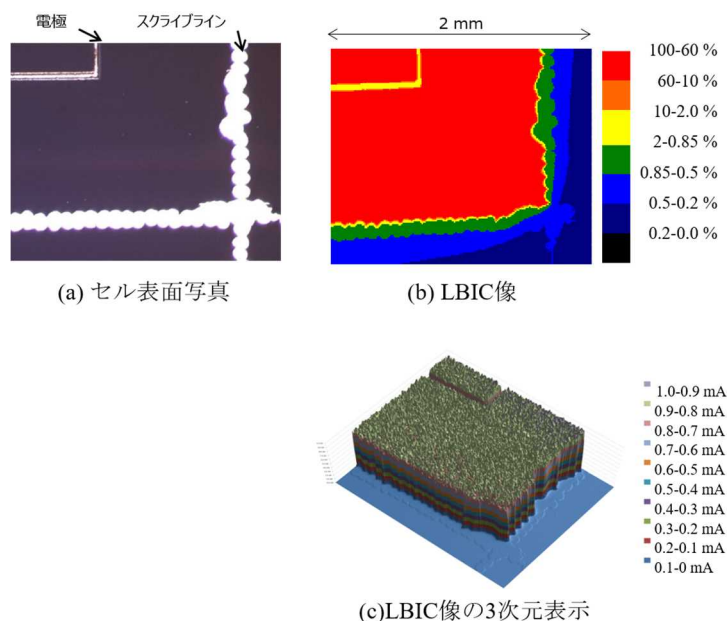 電極
スクライブライン
(a) セル表面写真
2 mm
100-60 %
60-10 %
10-2.0 %
2-0.85 %
0.85-0.5 %
0.5-0.2 %
0.2-0.0 %
(b) LBIC像
1.0-0.9 mA
0.9-0.8 mA
0.8-0.7 mA
0.7-0.6 mA
0.6-0.5 mA
0.5-0.4 mA
0.4-0.3 mA
0.3-0.2 mA
0.2-0.1 mA
0.1-0 mA
(c)LBIC像の3次元表示